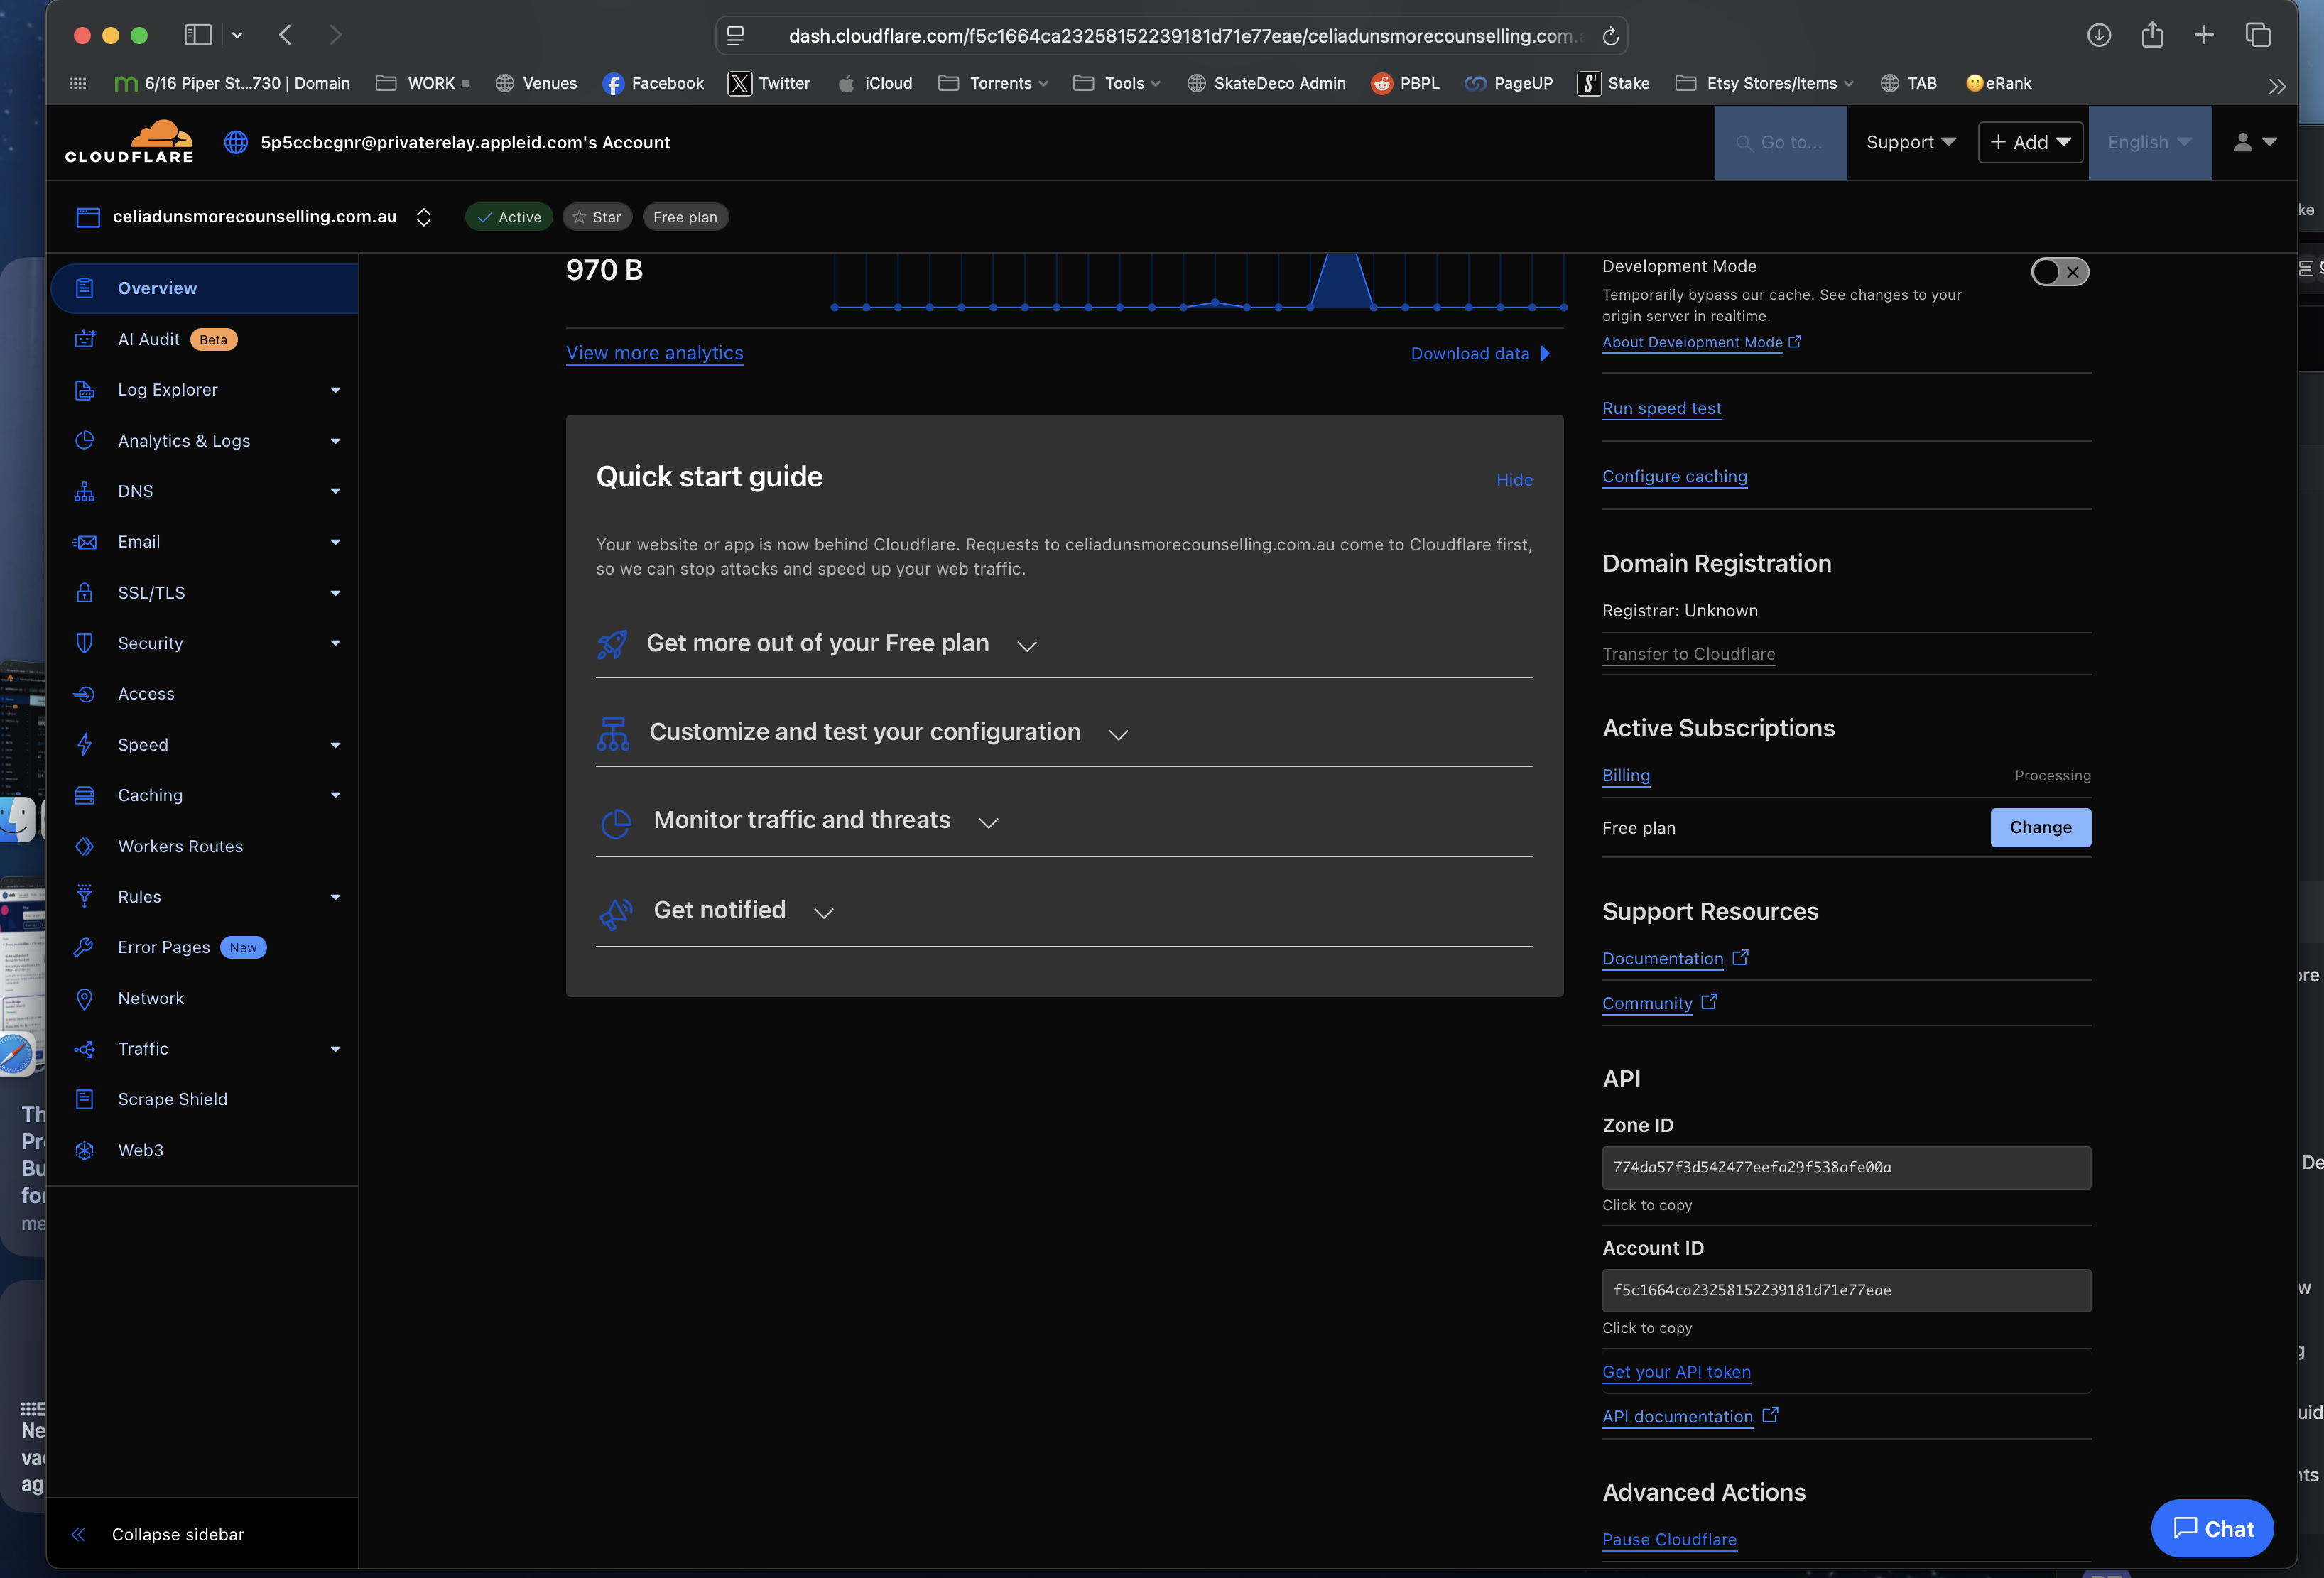 dash.cloudflare.com/f5c1664ca23258152239181d71e77eae/celiadunsmorecounselling.com.
6/16 Piper St...730 | Domain
WORK
Venues
Facebook
Twitter
iCloud
Torrents
Tools
SkateDeco Admin
PBPL
PageUP
Stake
Etsy Stores/Items
TAB
eRank
CLOUDFLARE
5p5ccbcgnr@privaterelay.appleid.com's Account
Go to...
Support
+ Add
English
celiadunsmorecounselling.com.au
Active
Star
Free plan
Overview
AI Audit Beta
Log Explorer
Analytics & Logs
DNS
Email
SSL/TLS
Security
Access
Speed
Caching
Workers Routes
Rules
Error Pages New
Network
Traffic
Scrape Shield
Web3
Collapse sidebar
970 B
View more analytics
Download data
Quick start guide
Hide
Your website or app is now behind Cloudflare. Requests to celiadunsmorecounselling.com.au come to Cloudflare first,
so we can stop attacks and speed up your web traffic.
Get more out of your Free plan
Customize and test your configuration
Monitor traffic and threats
Get notified
Development Mode
Temporarily bypass our cache. See changes to your
origin server in realtime.
About Development Mode
Run speed test
Configure caching
Domain Registration
Registrar: Unknown
Transfer to Cloudflare
Active Subscriptions
Billing
Processing
Free plan
Change
Support Resources
Documentation
Community
API
Zone ID
774da57f3d542477eefa29f538afe00a
Click to copy
Account ID
f5c1664ca23258152239181d71e77eae
Click to copy
Get your API token
API documentation
Advanced Actions
Pause Cloudflare
Chat